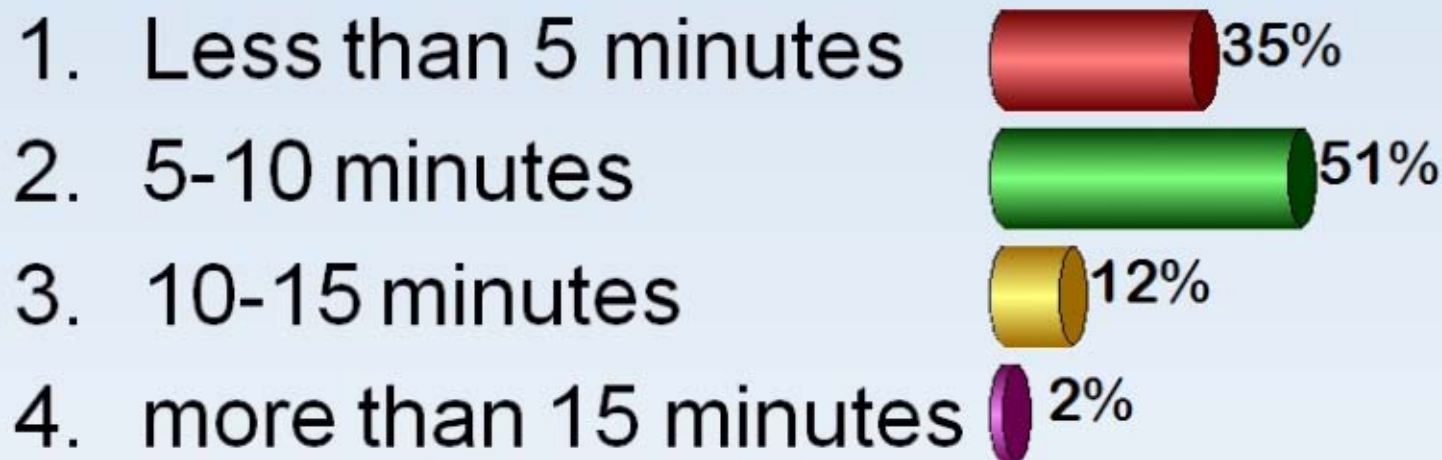 1. Less than 5 minutes 35%
2. 5-10 minutes 51%
3. 10-15 minutes 12%
4. more than 15 minutes 2%